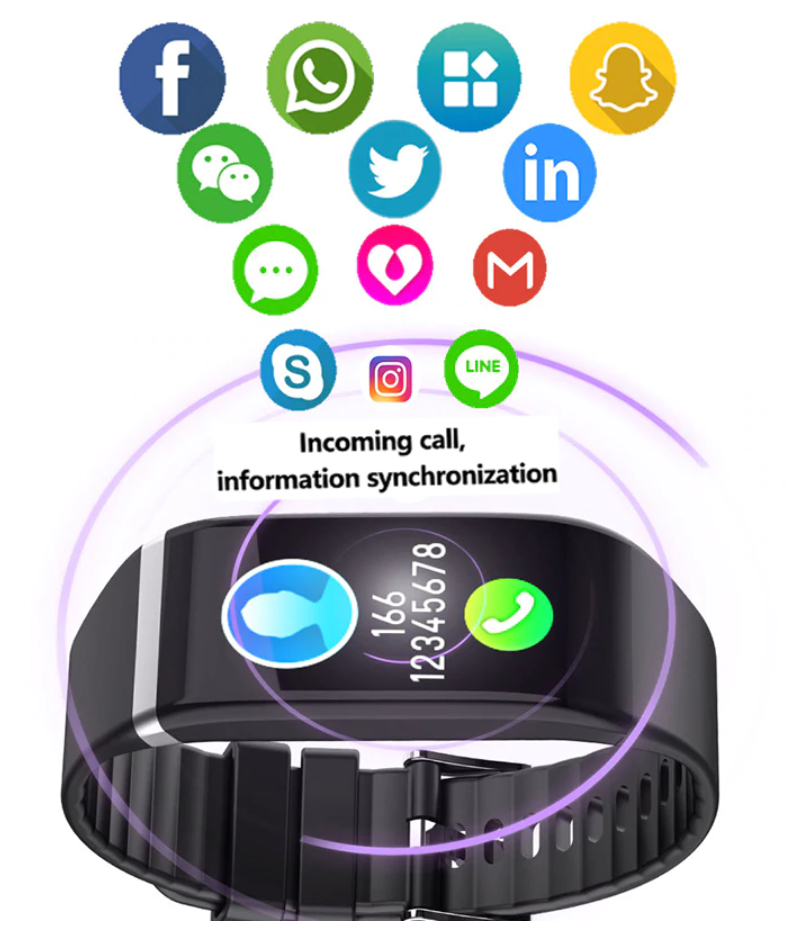 f
in
M
S
LINE
Incoming call,
information synchronization
166
12345678